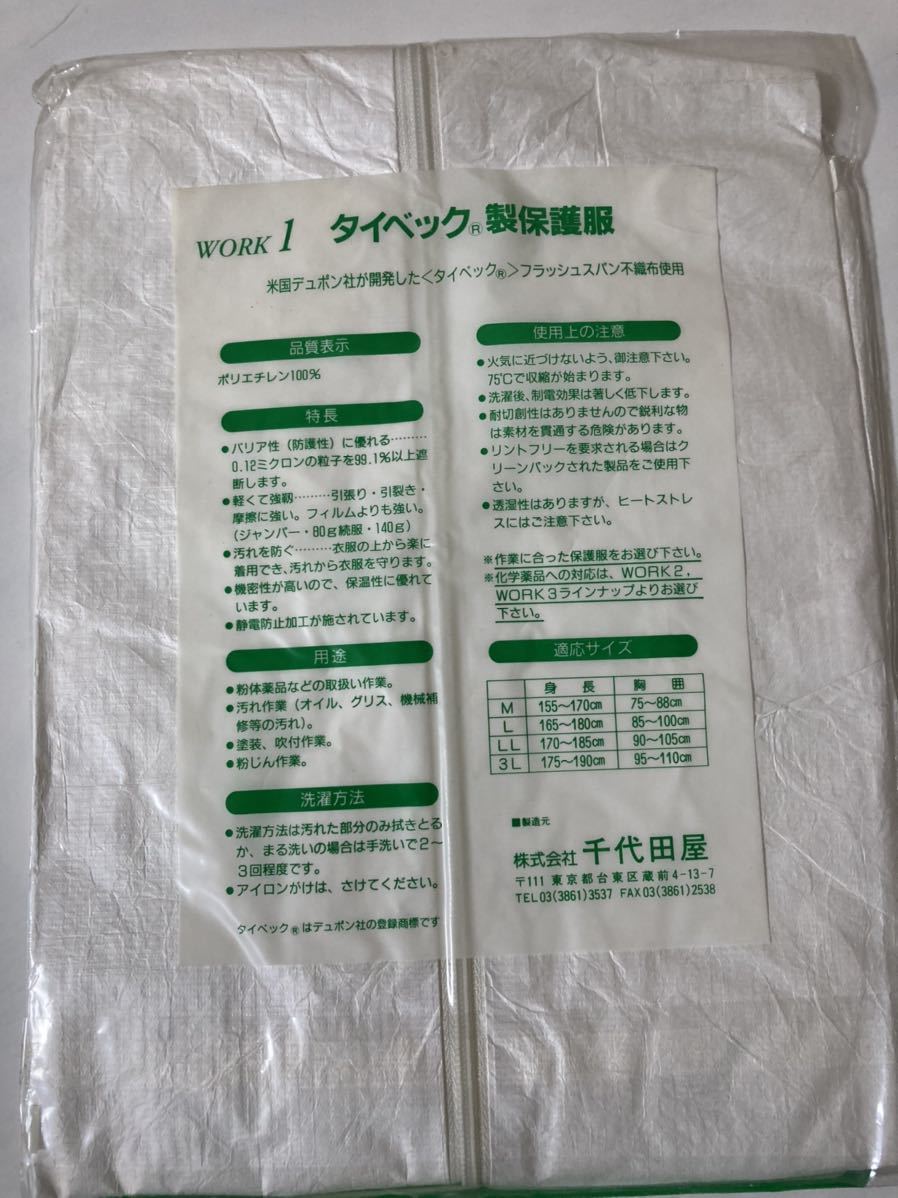 WORK 1 タイベック®製保護服
米国デュポン社が開発した<タイベック®>フラッシュスパン不織布使用
品質表示
ポリエチレン100%
特長
●バリア性（防護性）に優れる………
0.12ミクロンの粒子を99.1%以上遮
断します。
●軽くて強靭………引張り・引裂き・
摩擦に強い。フィルムよりも強い。
（ジャンパー・80g続服・140g）
●汚れを防ぐ………衣服の上から楽に
着用でき、汚れから衣服を守ります。
●機密性が高いので、保温性に優れて
います。
●静電防止加工が施されています。
用途
●粉体薬品などの取扱い作業。
●汚れ作業（オイル、グリス、機械補
修等の汚れ）。
●塗装、吹付作業。
●粉じん作業。
洗濯方法
●洗濯方法は汚れた部分のみ拭きとる
か、まる洗いの場合は手洗いで2〜
3回程度です。
●アイロンがけは、さけてください。
タイベック®はデュポン社の登録商標です
使用上の注意
●火気に近づけないよう、御注意下さい。
75℃で収縮が始まります。
●洗濯後、制電効果は著しく低下します。
●耐切創性はありませんので鋭利な物
は素材を貫通する危険があります。
●リントフリーを要求される場合はク
リーンパックされた製品をご使用下
さい。
●透湿性はありますが、ヒートストレ
スにはご注意下さい。
※作業に合った保護服をお選び下さい。
※化学薬品への対応は、WORK2,
WORK3ラインナップよりお選び
下さい。
適応サイズ
身長 胸囲
M 155〜170cm 75〜88cm
L 165〜180cm 85〜100cm
LL 170〜185cm 90〜105cm
3L 175〜190cm 95〜110cm
■製造元
株式会社 千代田屋
〒111 東京都台東区蔵前4-13-7
TEL03(3861)3537 FAX03(3861)2538